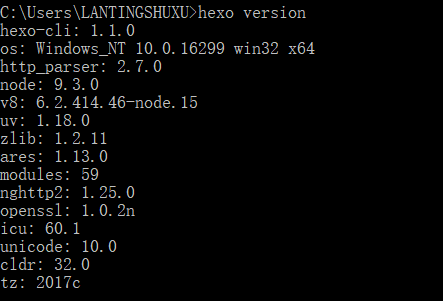 C:\Users\LANTINGSHUXU>hexo version
hexo-cli: 1.1.0
os: Windows_NT 10.0.16299 win32 x64
http_parser: 2.7.0
node: 9.3.0
v8: 6.2.414.46-node.15
uv: 1.18.0
zlib: 1.2.11
ares: 1.13.0
modules: 59
nghttp2: 1.25.0
openssl: 1.0.2n
icu: 60.1
unicode: 10.0
cldr: 32.0
tz: 2017c